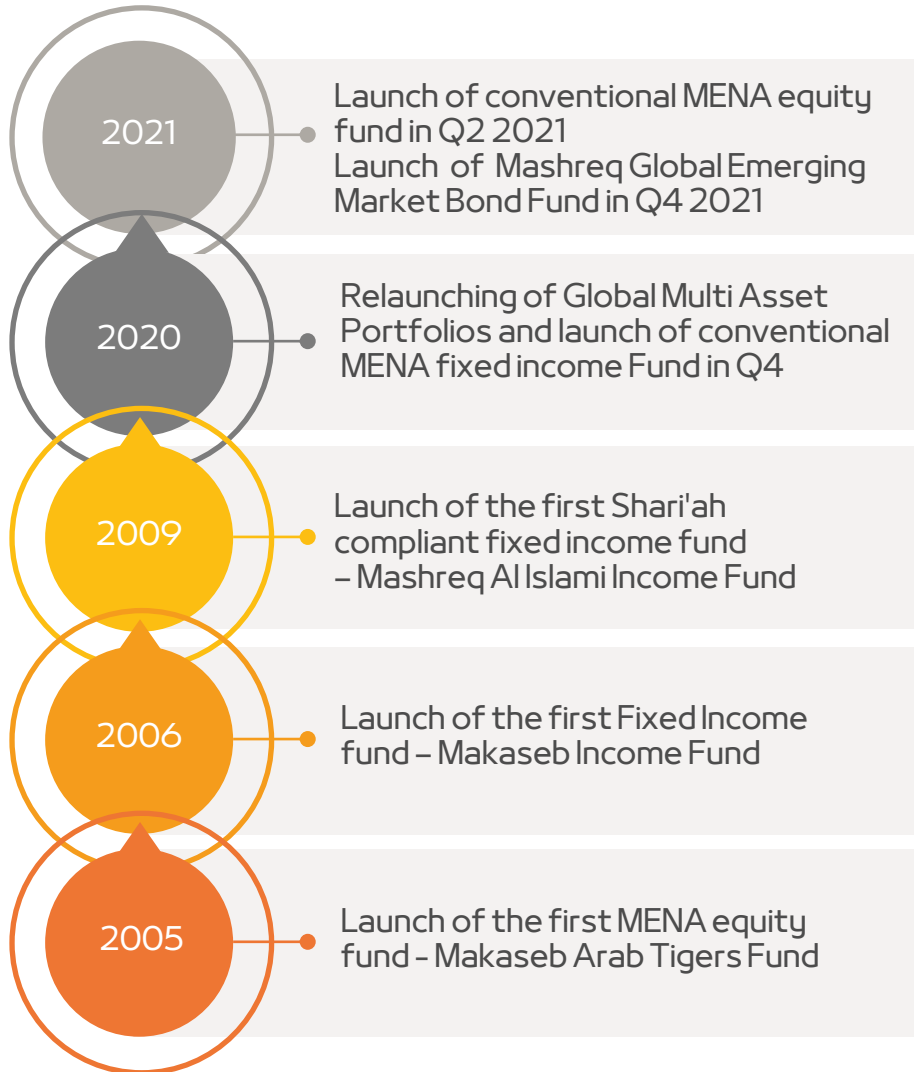 2021
Launch of conventional MENA equity
fund in Q2 2021
Launch of Mashreq Global Emerging
Market Bond Fund in Q4 2021
2020
Relaunching of Global Multi Asset
Portfolios and launch of conventional
MENA fixed income Fund in Q4
2009
Launch of the first Shari'ah
compliant fixed income fund
– Mashreq Al Islami Income Fund
2006
Launch of the first Fixed Income
fund – Makaseb Income Fund
2005
Launch of the first MENA equity
fund - Makaseb Arab Tigers Fund